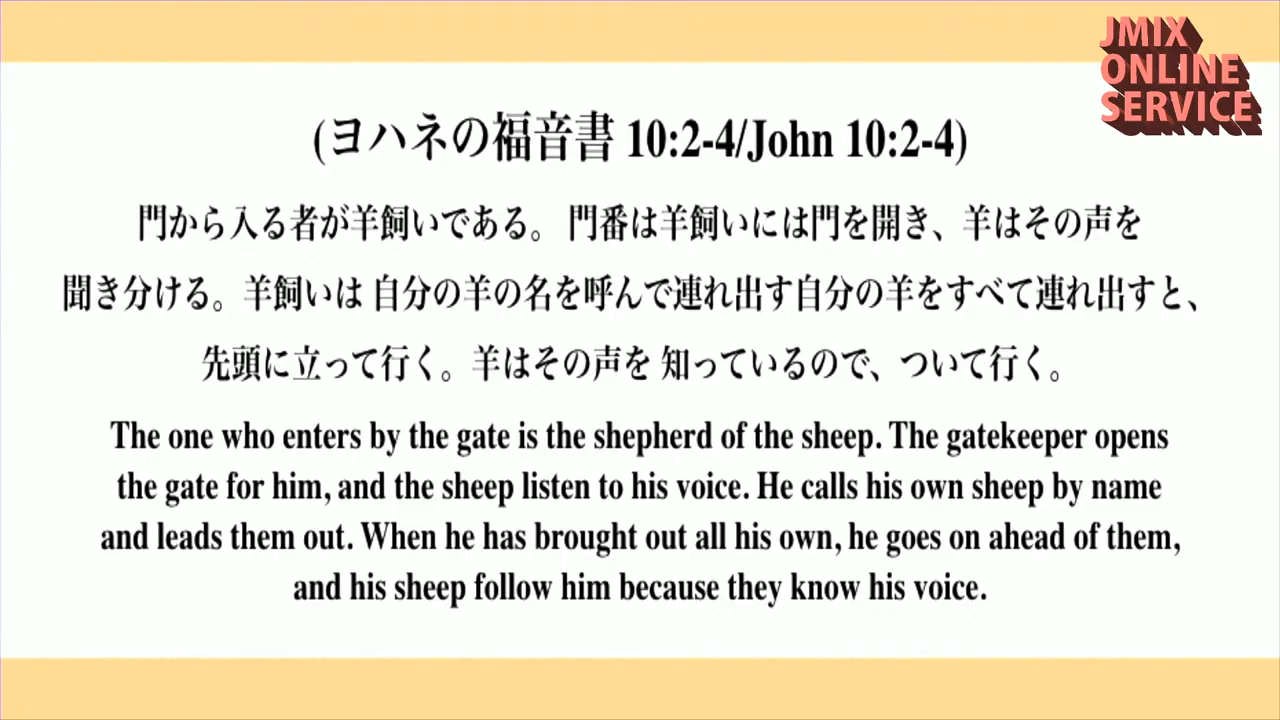 JMIX
ONLINE
SERVICE
(ヨハネの福音書 10:2-4/John 10:2-4)
門から入る者が羊飼いである。 門番は羊飼いには門を開き、羊はその声を
聞き分ける。羊飼いは 自分の羊の名を呼んで連れ出す自分の羊をすべて連れ出すと、
先頭に立って行く。羊はその声を 知っているので、ついて行く。
The one who enters by the gate is the shepherd of the sheep. The gatekeeper opens
the gate for him, and the sheep listen to his voice. He calls his own sheep by name
and leads them out. When he has brought out all his own, he goes on ahead of them,
and his sheep follow him because they know his voice.